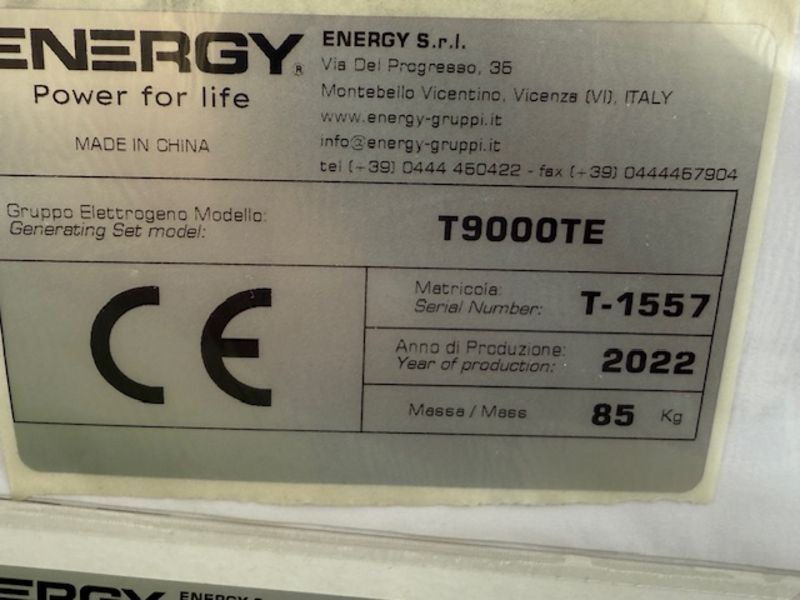 ENERGY®
Power for life
MADE IN CHINA
ENERGY S.r.l.
Via Del Progresso, 35
Montebello Vicentino, Vicenza (VI), ITALY
www.energy-gruppi.it
info@energy-gruppi.it
tel (+39) 0444 450422 - fax (+39) 0444457904
Gruppo Elettrogeno Modello:
Generating Set model:
T9000TE
CE
Matricola:
Serial Number:
T-1557
Anno di Produzione:
Year of production:
2022
Massa / Mass
85 Kg
ENERGY
ENERGY S